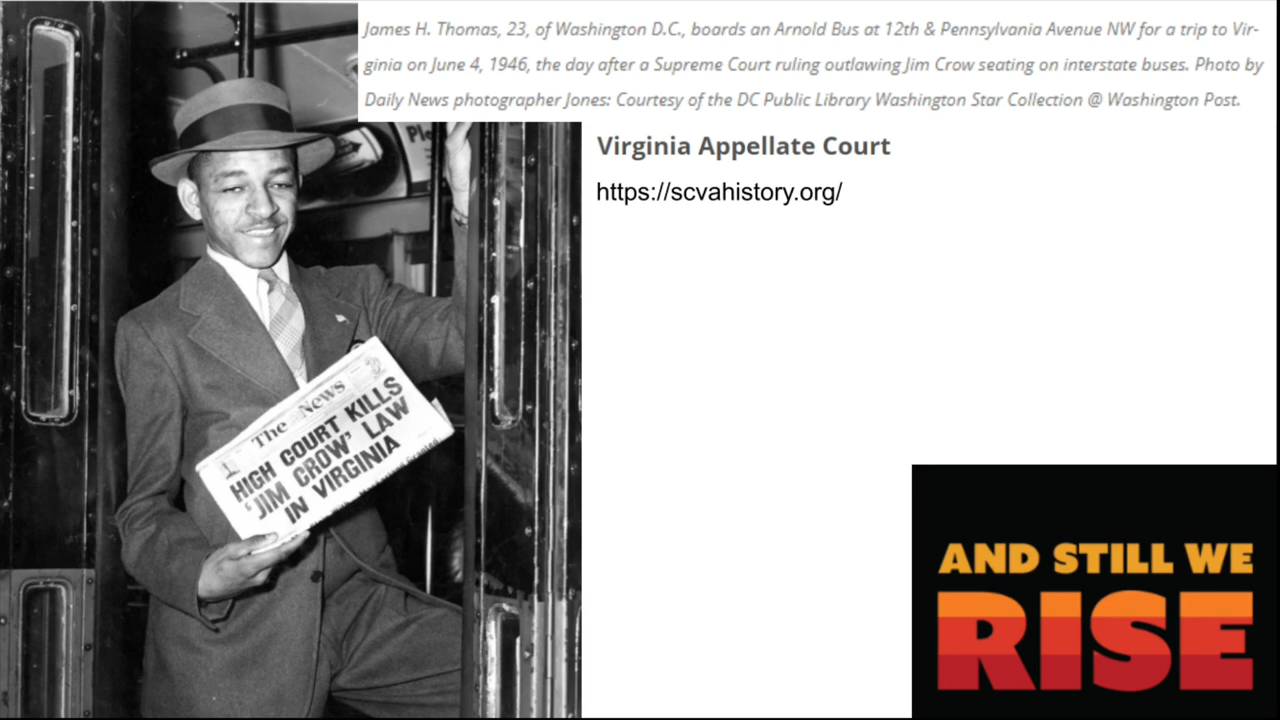 James H. Thomas, 23, of Washington D.C., boards an Arnold Bus at 12th & Pennsylvania Avenue NW for a trip to Vir-
ginia on June 4, 1946, the day after a Supreme Court ruling outlawing Jim Crow seating on interstate buses. Photo by
Daily News photographer Jones: Courtesy of the DC Public Library Washington Star Collection @ Washington Post.
Virginia Appellate Court
https://scvahistory.org/
The News
HIGH COURT KILLS
'JIM CROW' LAW
IN VIRGINIA
AND STILL WE
RISE